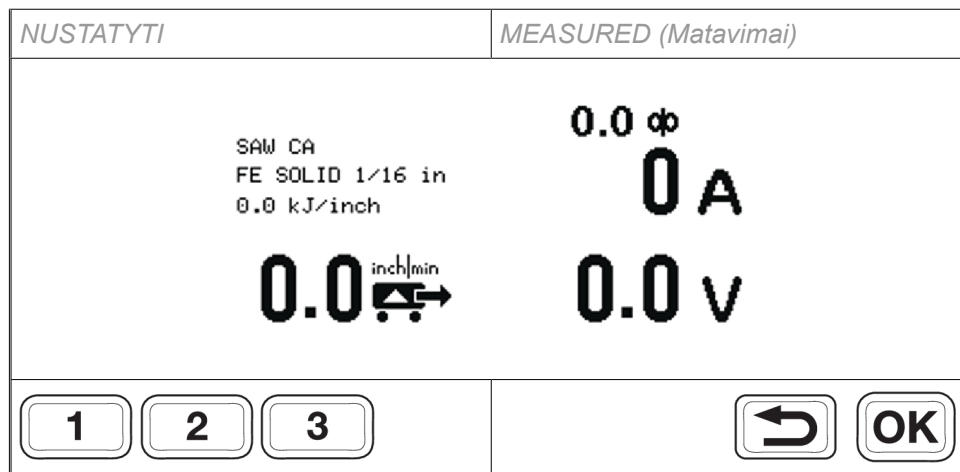 NUSTATYTI
MEASURED (Matavimai)
SAW CA
FE SOLID 1/16 in
0.0 kJ/inch
0.0 inch|min
0.0
0 A
0.0 V
1 2 3
OK